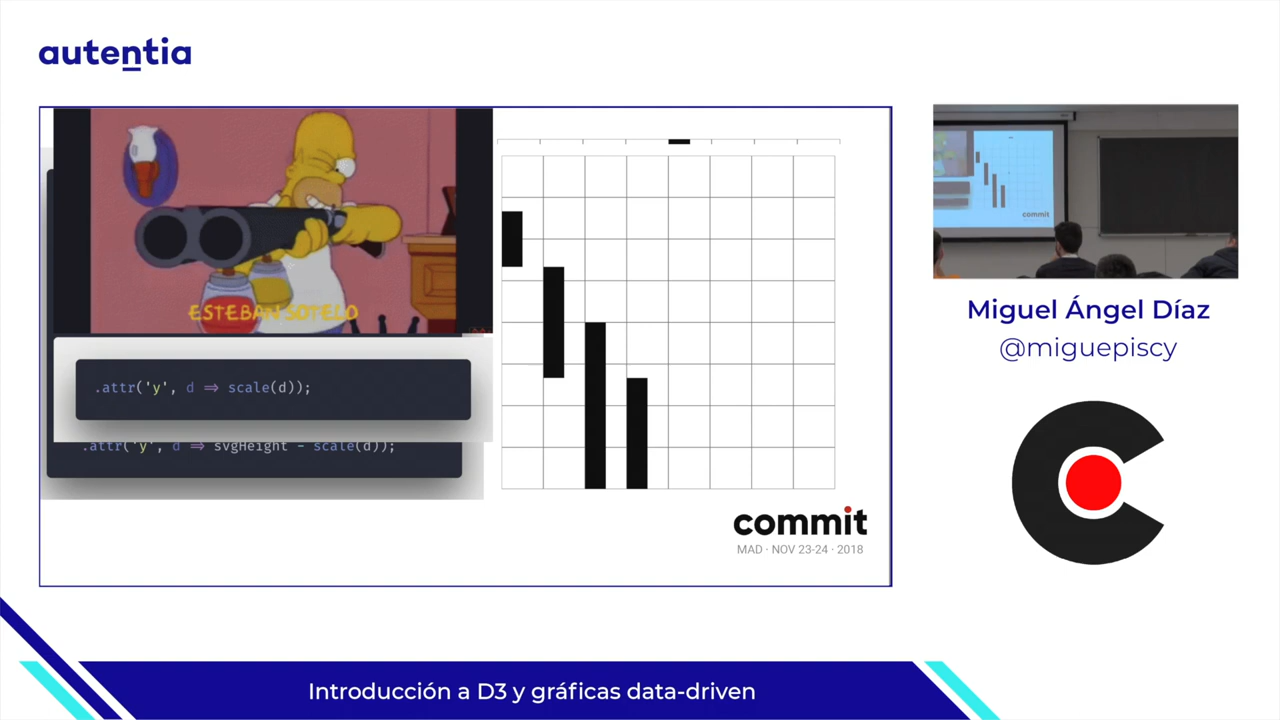 autentia
ESTEBAN SOTELO
.attr('y', d => scale(d));
.attr('y', d => svgHeight - scale(d));
commit
MAD · NOV 23-24 · 2018
commit
Miguel Ángel Díaz
@miguepiscy
Introducción a D3 y gráficas data-driven